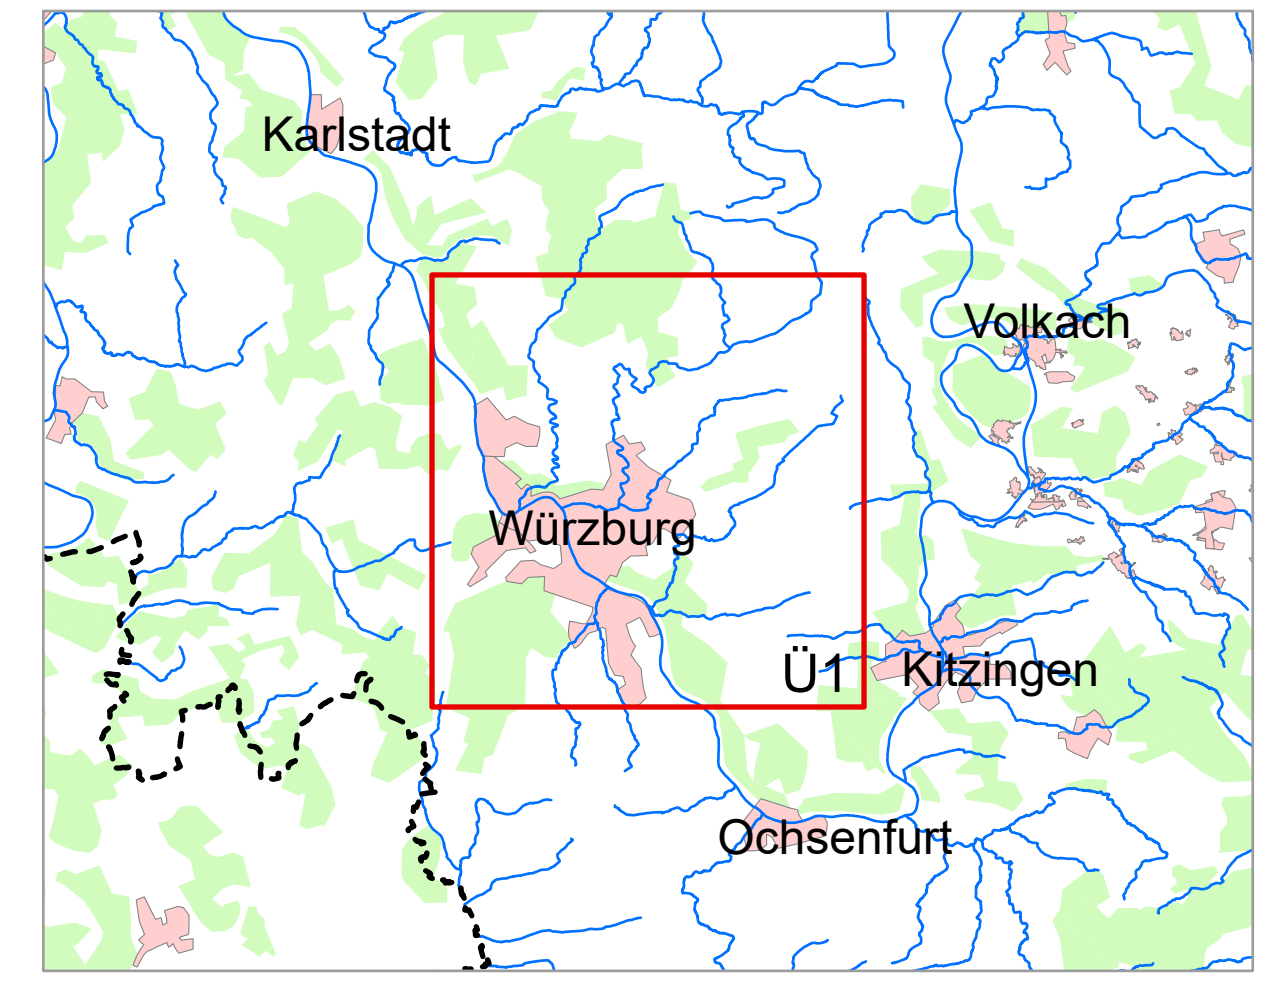 Karlstadt
Volkach
Würzburg
Ü1
Kitzingen
Ochsenfurt